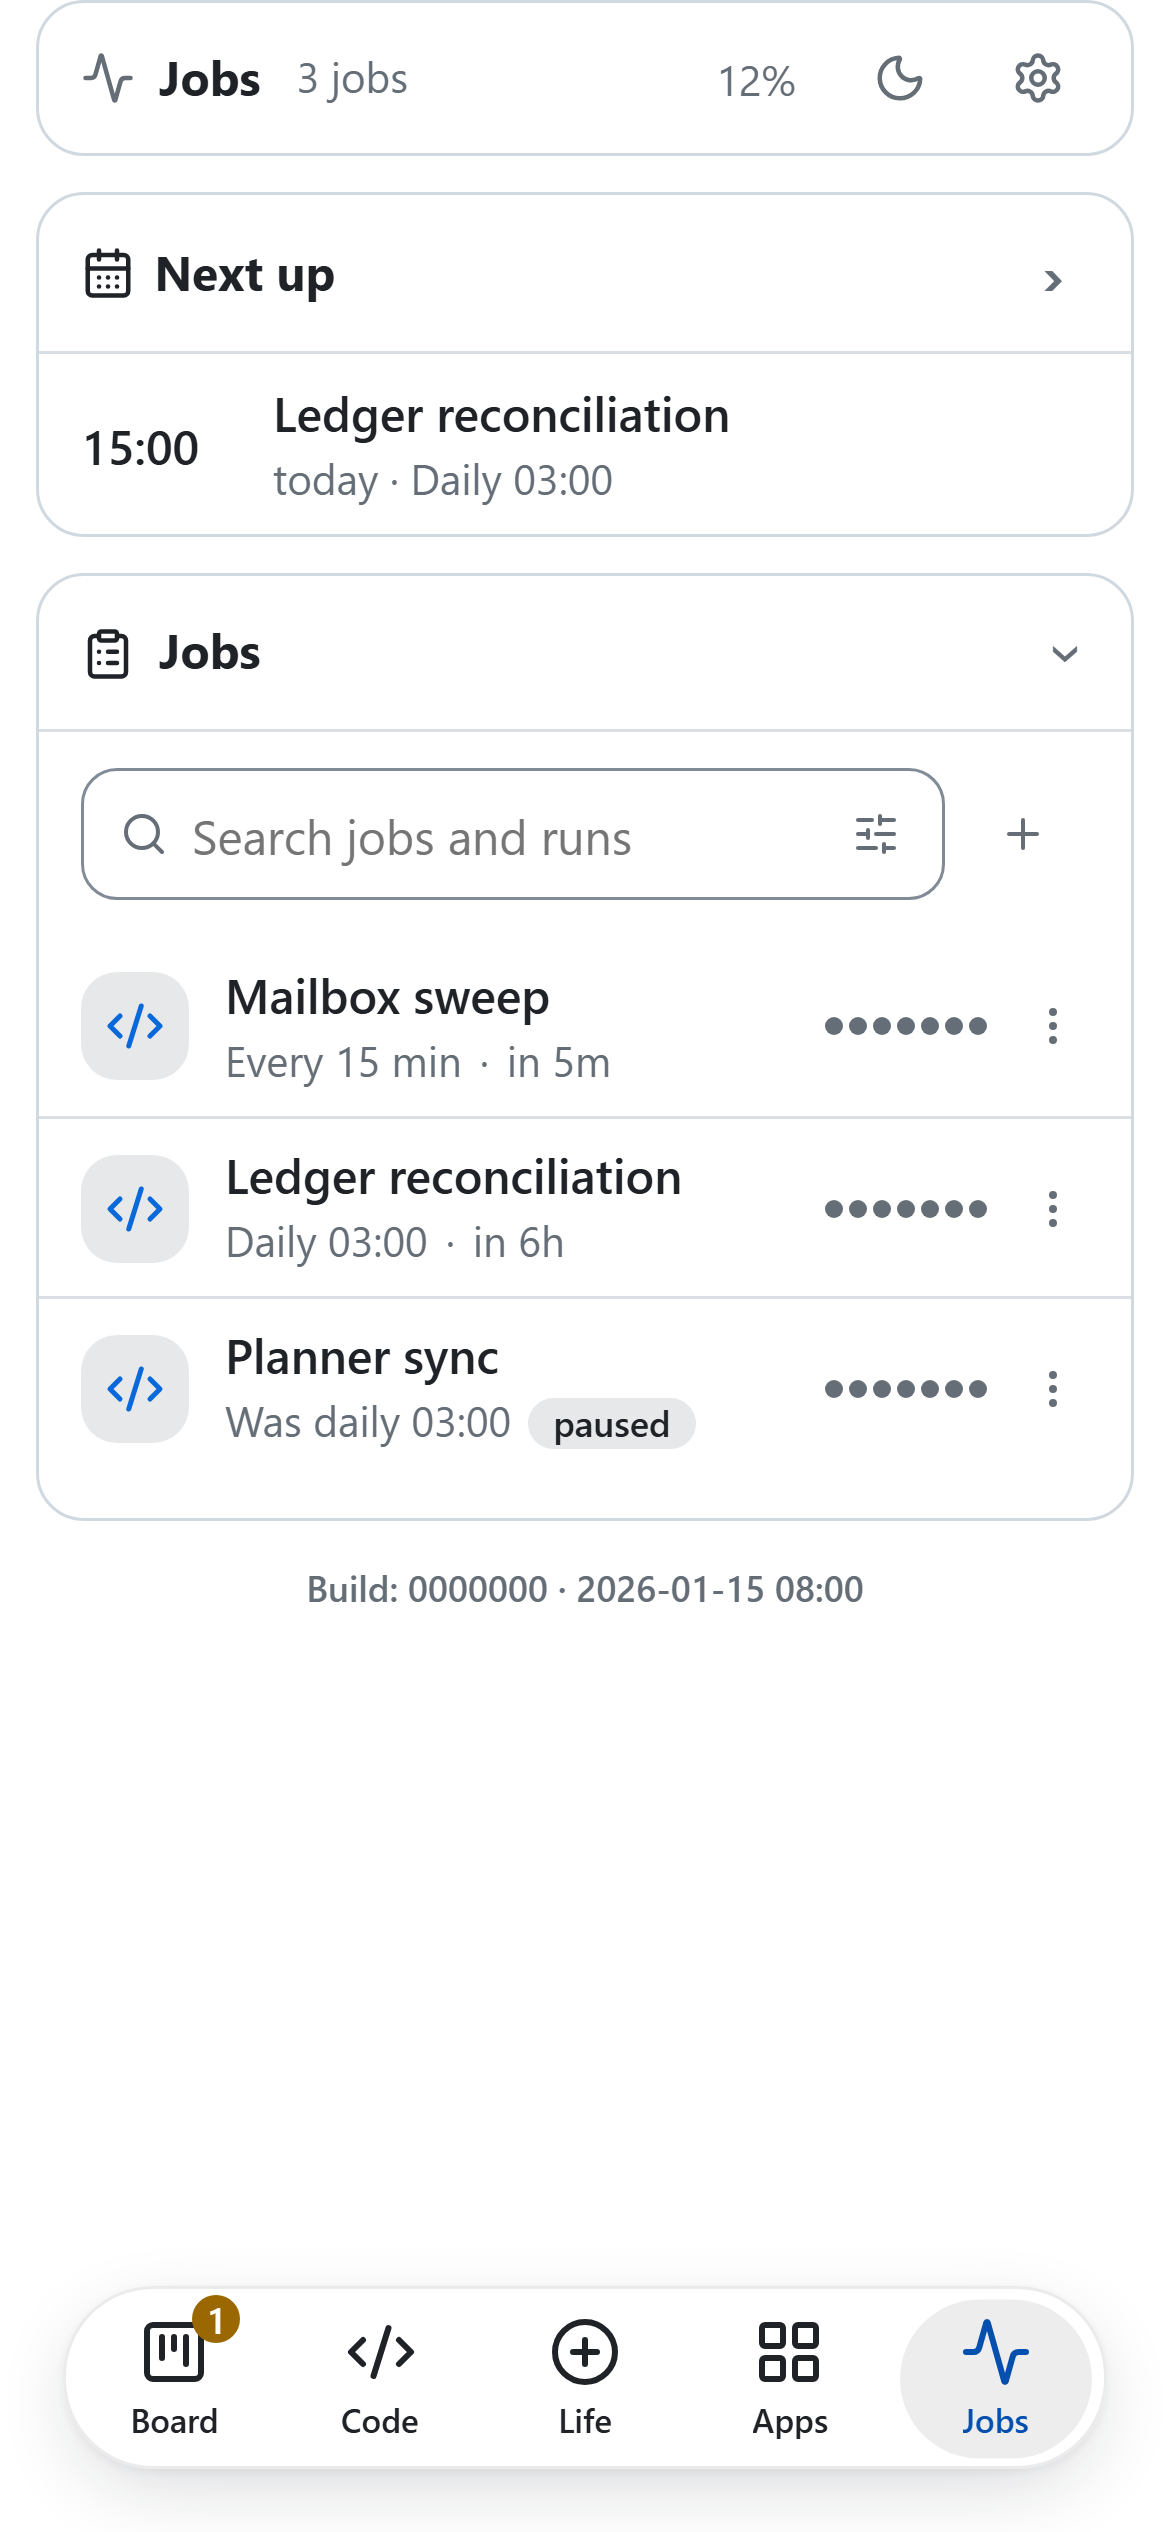 Jobs 3 jobs 12%
Next up
15:00
Ledger reconciliation
today · Daily 03:00
Jobs
Search jobs and runs
Mailbox sweep
Every 15 min · in 5m
Ledger reconciliation
Daily 03:00 · in 6h
Planner sync
Was daily 03:00 paused
Build: 0000000 · 2026-01-15 08:00
1
Board Code Life Apps Jobs